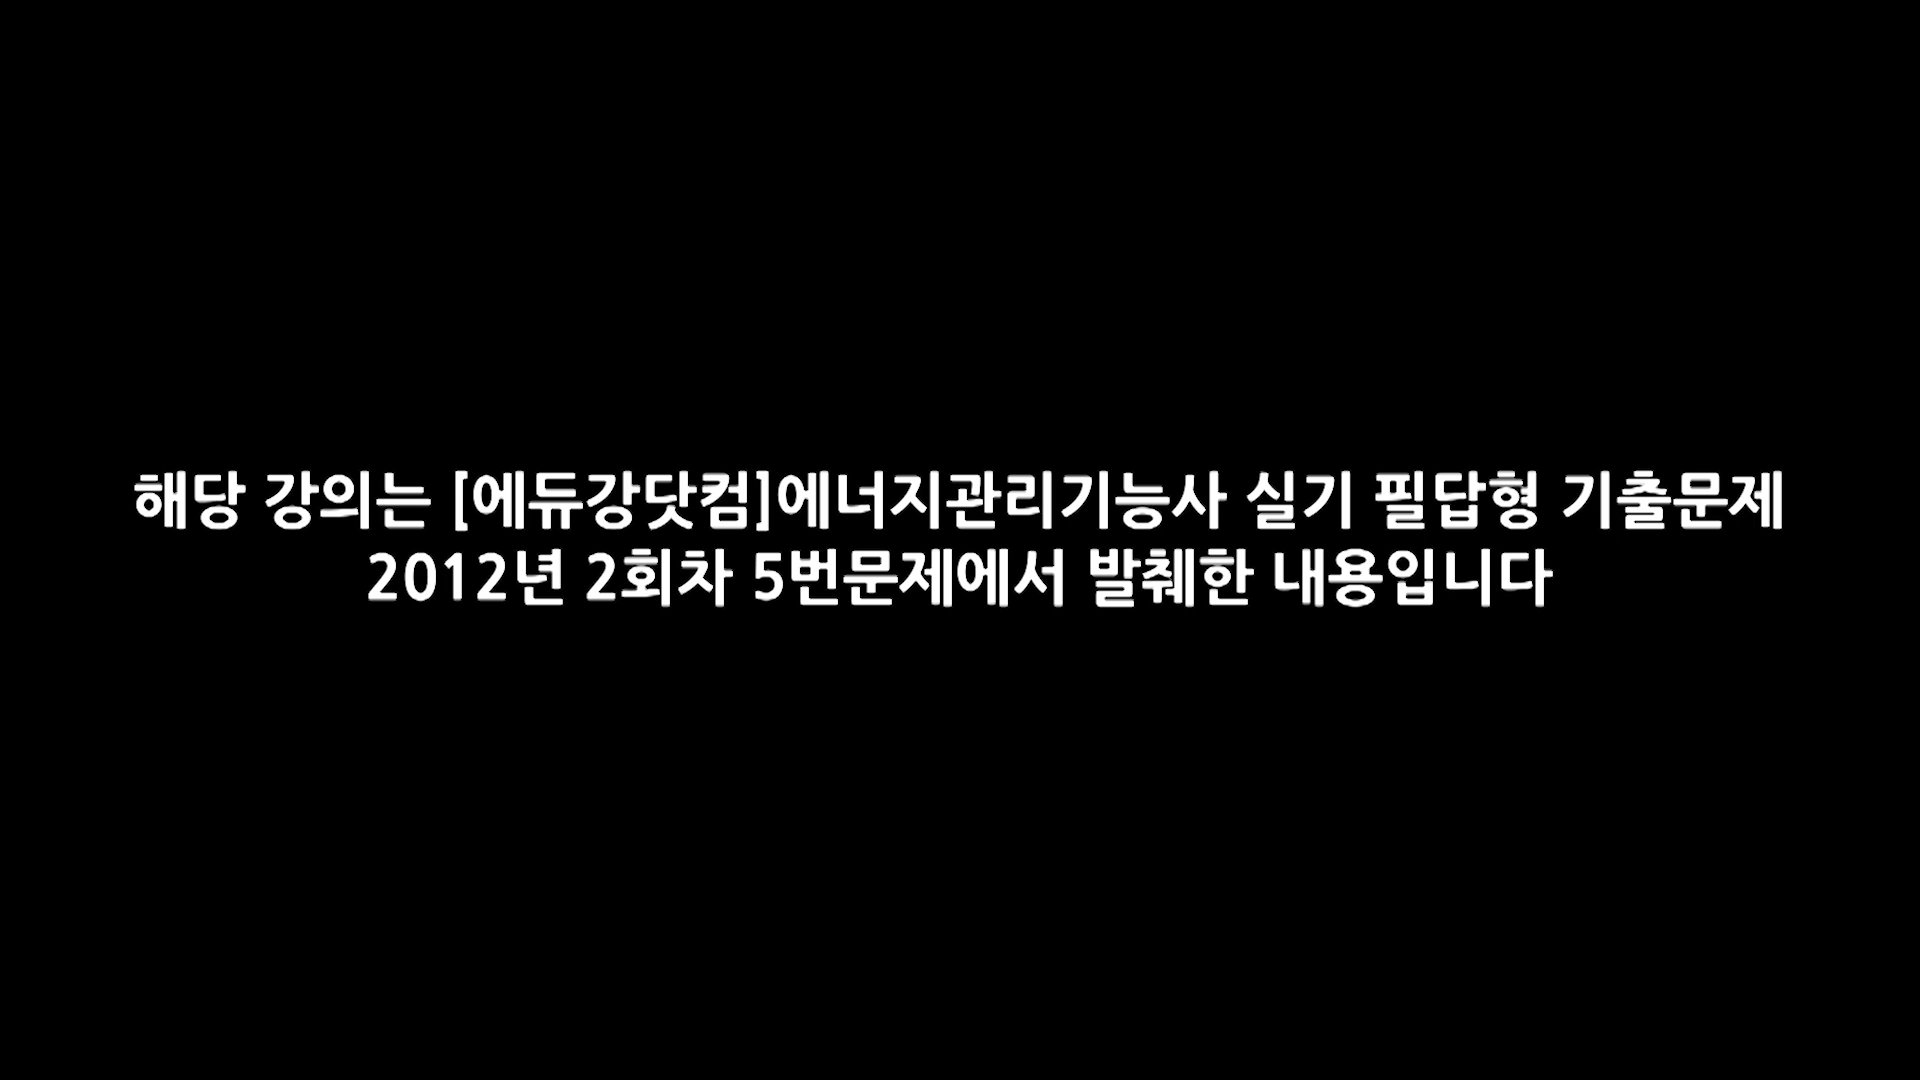 해당 강의는 [에듀강닷컴]에너지관리기능사 실기 필답형 기출문제
2012년 2회차 5번문제에서 발췌한 내용입니다